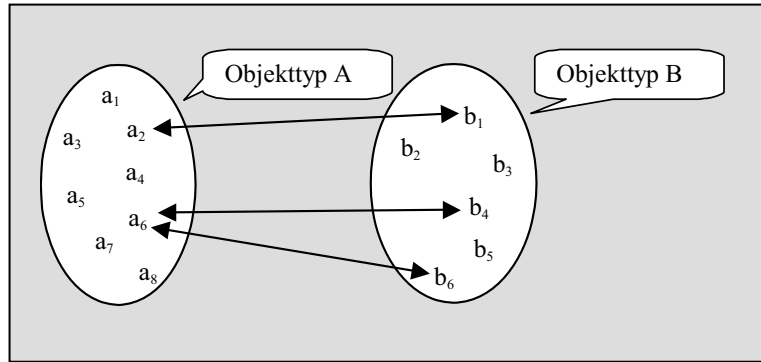 Objekttyp A
Objekttyp B
a₁
a₂
a₃
a₄
a₅
a₆
a₇
a₈
b₁
b₂
b₃
b₄
b₅
b₆